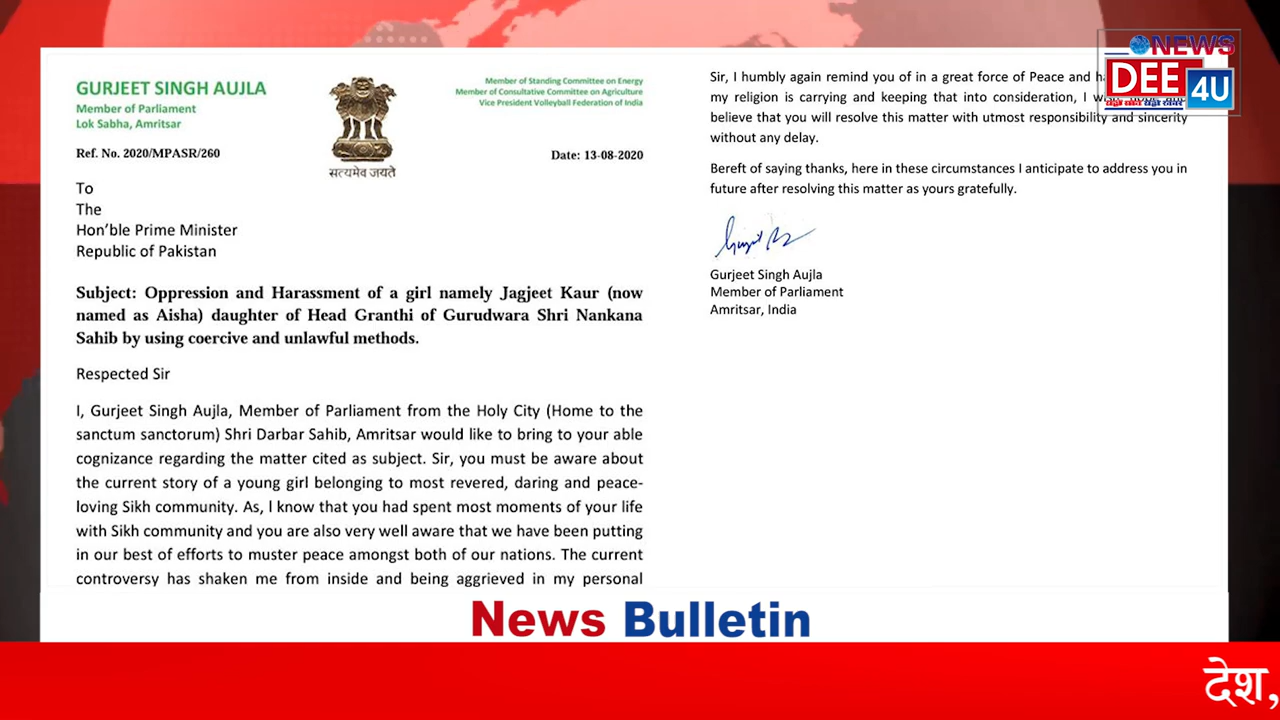 GURJEET SINGH AUJLA
Member of Parliament
Lok Sabha, Amritsar
Ref. No. 2020/MPASR/260
सत्यमेव जयते
Member of Standing Committee on Energy
Member of Consultative Committee on Agriculture
Vice President Volleyball Federation of India
Date: 13-08-2020
To
The
Hon’ble Prime Minister
Republic of Pakistan
Subject: Oppression and Harassment of a girl namely Jagjeet Kaur (now
named as Aisha) daughter of Head Granthi of Gurudwara Shri Nankana
Sahib by using coercive and unlawful methods.
Respected Sir
I, Gurjeet Singh Aujla, Member of Parliament from the Holy City (Home to the
sanctum sanctorum) Shri Darbar Sahib, Amritsar would like to bring to your able
cognizance regarding the matter cited as subject. Sir, you must be aware about
the current story of a young girl belonging to most revered, daring and peace-
loving Sikh community. As, I know that you had spent most moments of your life
with Sikh community and you are also very well aware that we have been putting
in our best of efforts to muster peace amongst both of our nations. The current
controversy has shaken me from inside and being aggrieved in my personal
Sir, I humbly again remind you of in a great force of Peace and
my religion is carrying and keeping that into consideration, I
believe that you will resolve this matter with utmost responsibility and sincerity
without any delay.
Bereft of saying thanks, here in these circumstances I anticipate to address you in
future after resolving this matter as yours gratefully.
Gurjeet Singh Aujla
Member of Parliament
Amritsar, India
NEWS
DEE
4U
News Bulletin
देश,